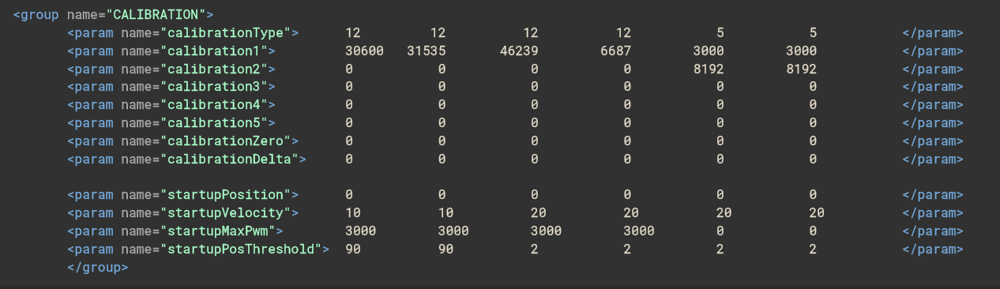 <group name="CALIBRATION">
<param name="calibrationType"> 12 12 12 12 5 5 </param>
<param name="calibration1"> 30600 31535 46239 6687 3000 3000 </param>
<param name="calibration2"> 0 0 0 0 8192 8192 </param>
<param name="calibration3"> 0 0 0 0 0 0 </param>
<param name="calibration4"> 0 0 0 0 0 0 </param>
<param name="calibration5"> 0 0 0 0 0 0 </param>
<param name="calibrationZero"> 0 0 0 0 0 0 </param>
<param name="calibrationDelta"> 0 0 0 0 0 0 </param>
<param name="startupPosition"> 0 0 0 0 0 0 </param>
<param name="startupVelocity"> 10 10 20 20 20 20 </param>
<param name="startupMaxPwm"> 3000 3000 3000 3000 0 0 </param>
<param name="startupPosThreshold"> 90 90 2 2 2 2 </param>
</group>